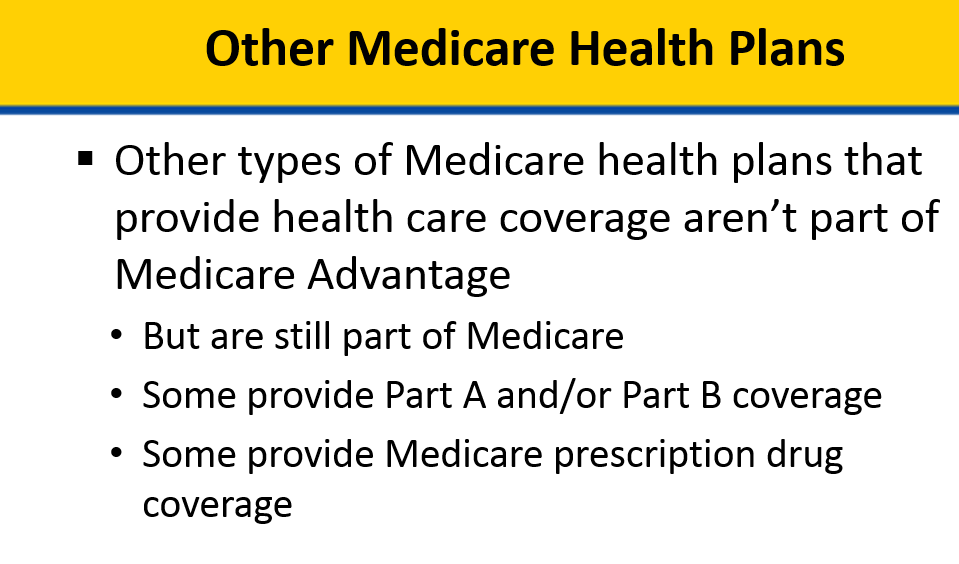 Other Medicare Health Plans
▪ Other types of Medicare health plans that
provide health care coverage aren’t part of
Medicare Advantage
• But are still part of Medicare
• Some provide Part A and/or Part B coverage
• Some provide Medicare prescription drug
coverage